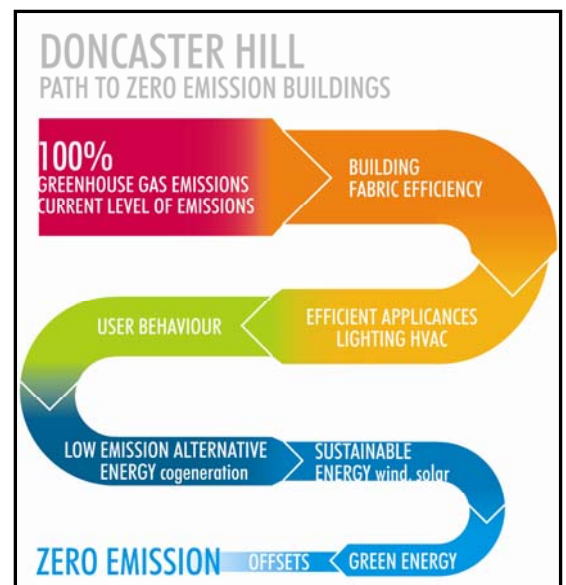 DONCASTER HILL
PATH TO ZERO EMISSION BUILDINGS
100%
GREENHOUSE GAS EMISSIONS
CURRENT LEVEL OF EMISSIONS
BUILDING
FABRIC EFFICIENCY
EFFICIENT APPLICANCES
LIGHTING HVAC
USER BEHAVIOUR
LOW EMISSION ALTERNATIVE
ENERGY cogeneration
SUSTAINABLE
ENERGY wind, solar
GREEN ENERGY
OFFSETS
ZERO EMISSION